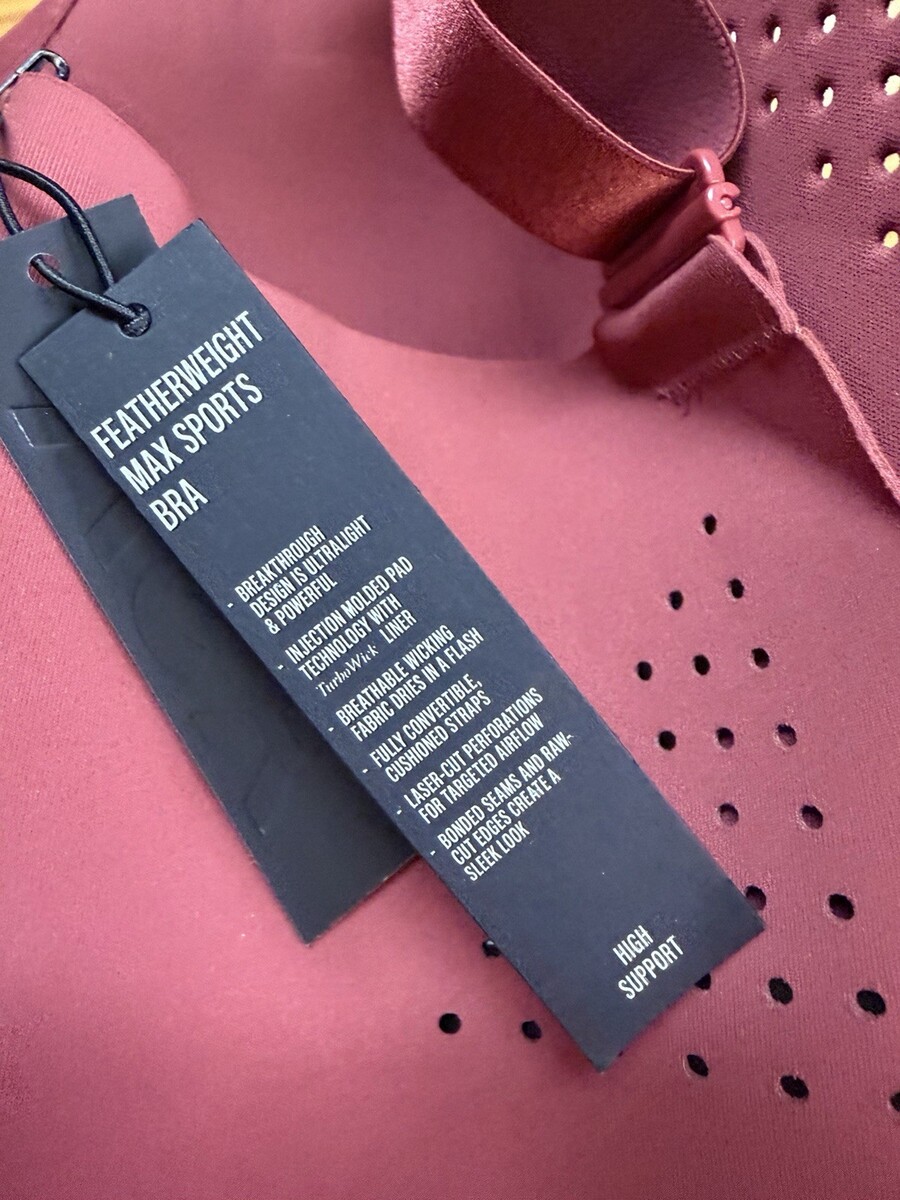 FEATHERWEIGHT
MAX SPORTS
BRA
- BREAKTHROUGH
DESIGN IS ULTRALIGHT
& POWERFUL
- INJECTION MOLDED PAD
TECHNOLOGY WITH
TurboWick LINER
- BREATHABLE WICKING
FABRIC DRIES IN A FLASH
- FULLY CONVERTIBLE,
CUSHIONED STRAPS
- LASER-CUT PERFORATIONS
FOR TARGETED AIRFLOW
- BONDED SEAMS AND RAW-
CUT EDGES CREATE A
SLEEK LOOK
HIGH
SUPPORT